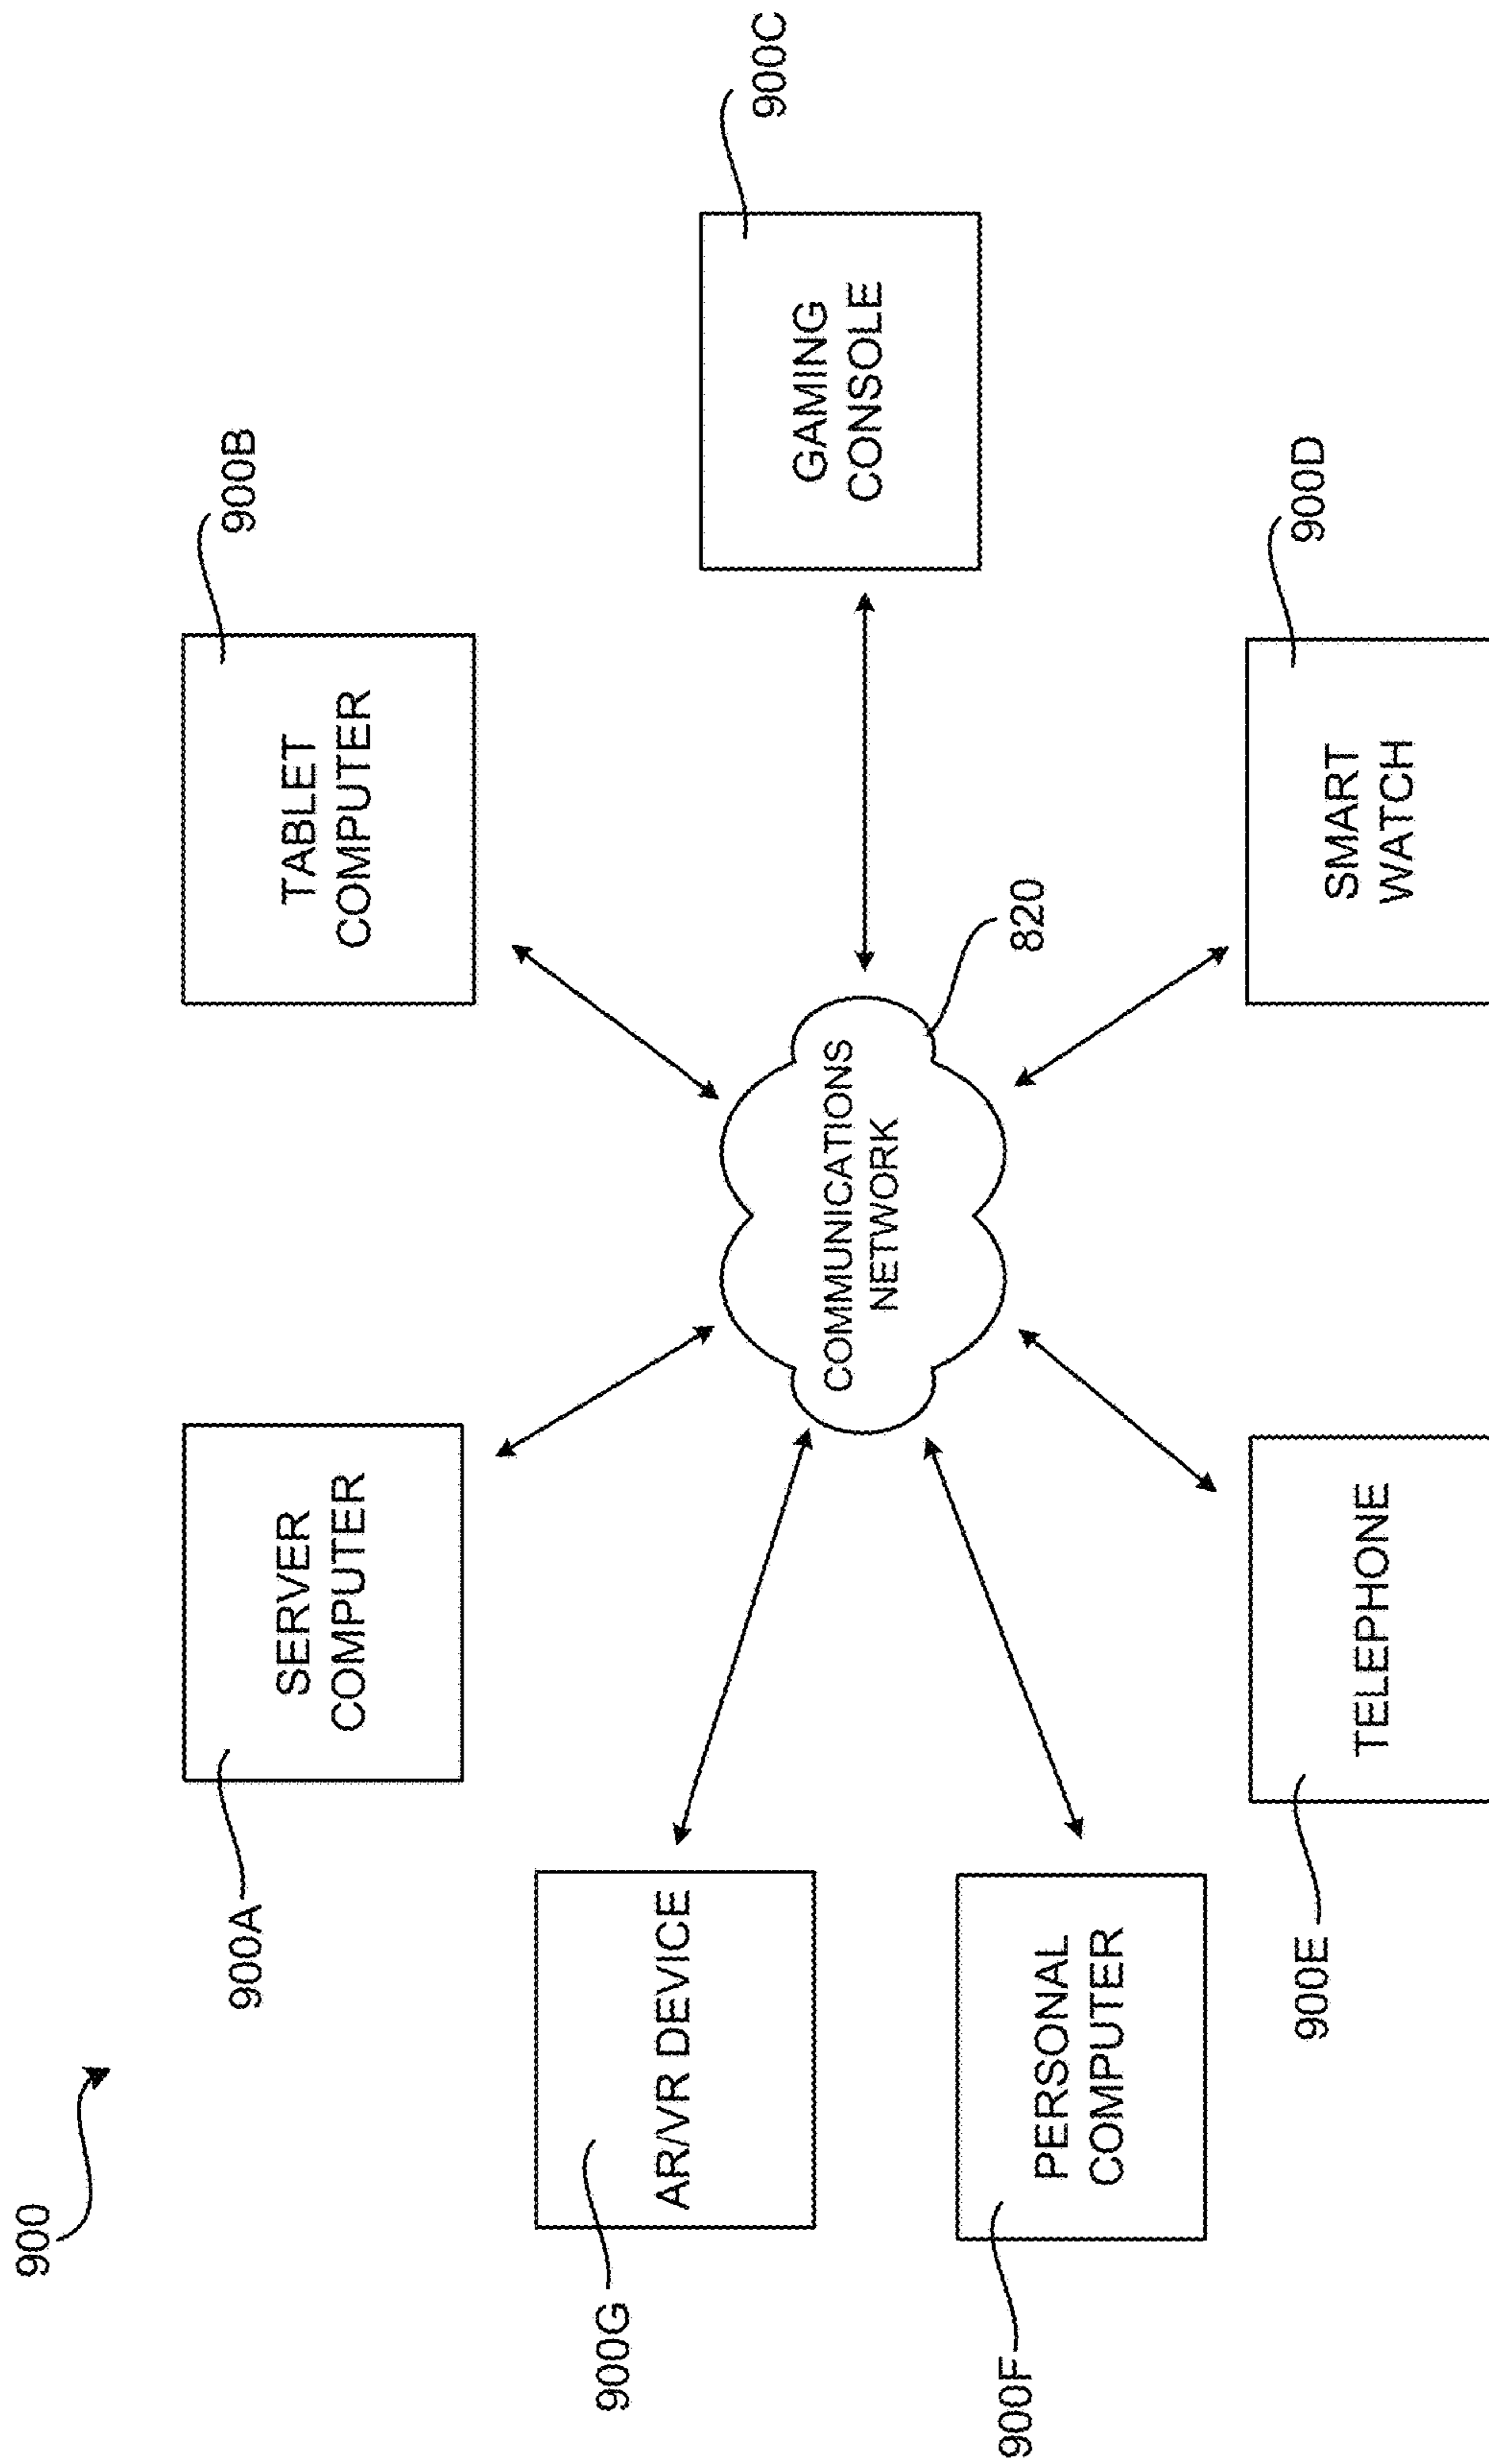 900
900A
SERVER
COMPUTER
900B
TABLET
COMPUTER
900G
AR/VR DEVICE
COMMUNICATIONS
NETWORK
820
900C
GAMING
CONSOLE
900F
PERSONAL
COMPUTER
900E
TELEPHONE
900D
SMART
WATCH